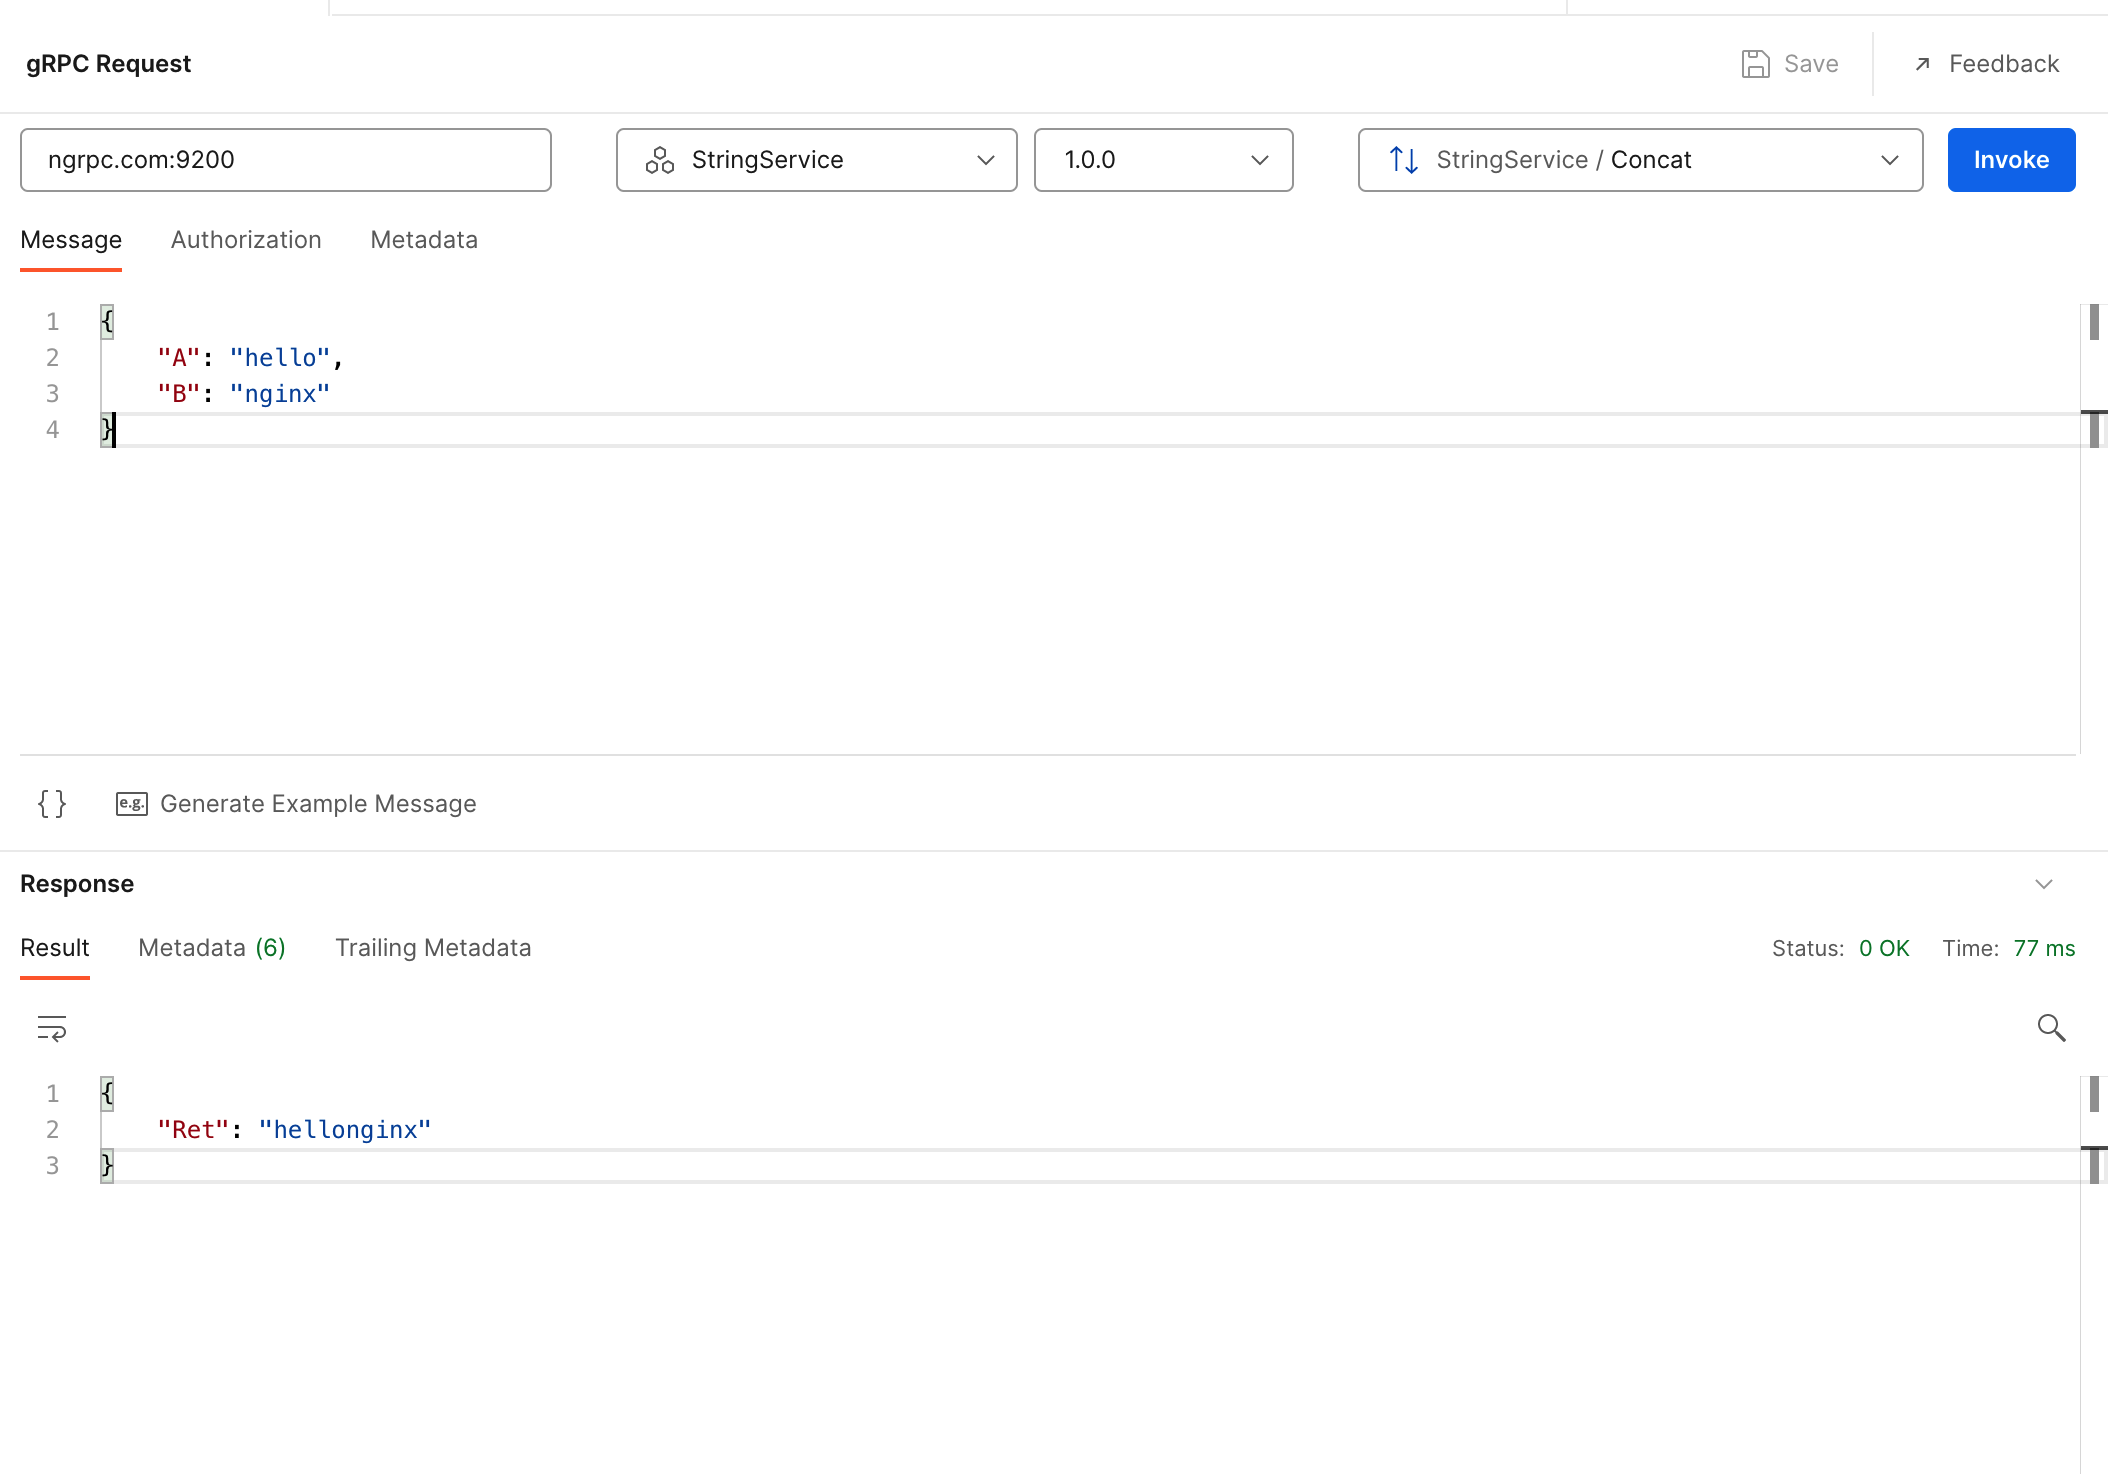 gRPC Request
Save
Feedback
ngrpc.com:9200
StringService
1.0.0
StringService / Concat
Invoke
Message
Authorization
Metadata
1 {
2 "A": "hello",
3 "B": "nginx"
4 }
{}
e.g. Generate Example Message
Response
Result
Metadata (6)
Trailing Metadata
Status: 0 OK
Time: 77 ms
1 {
2 "Ret": "hellonginx"
3 }